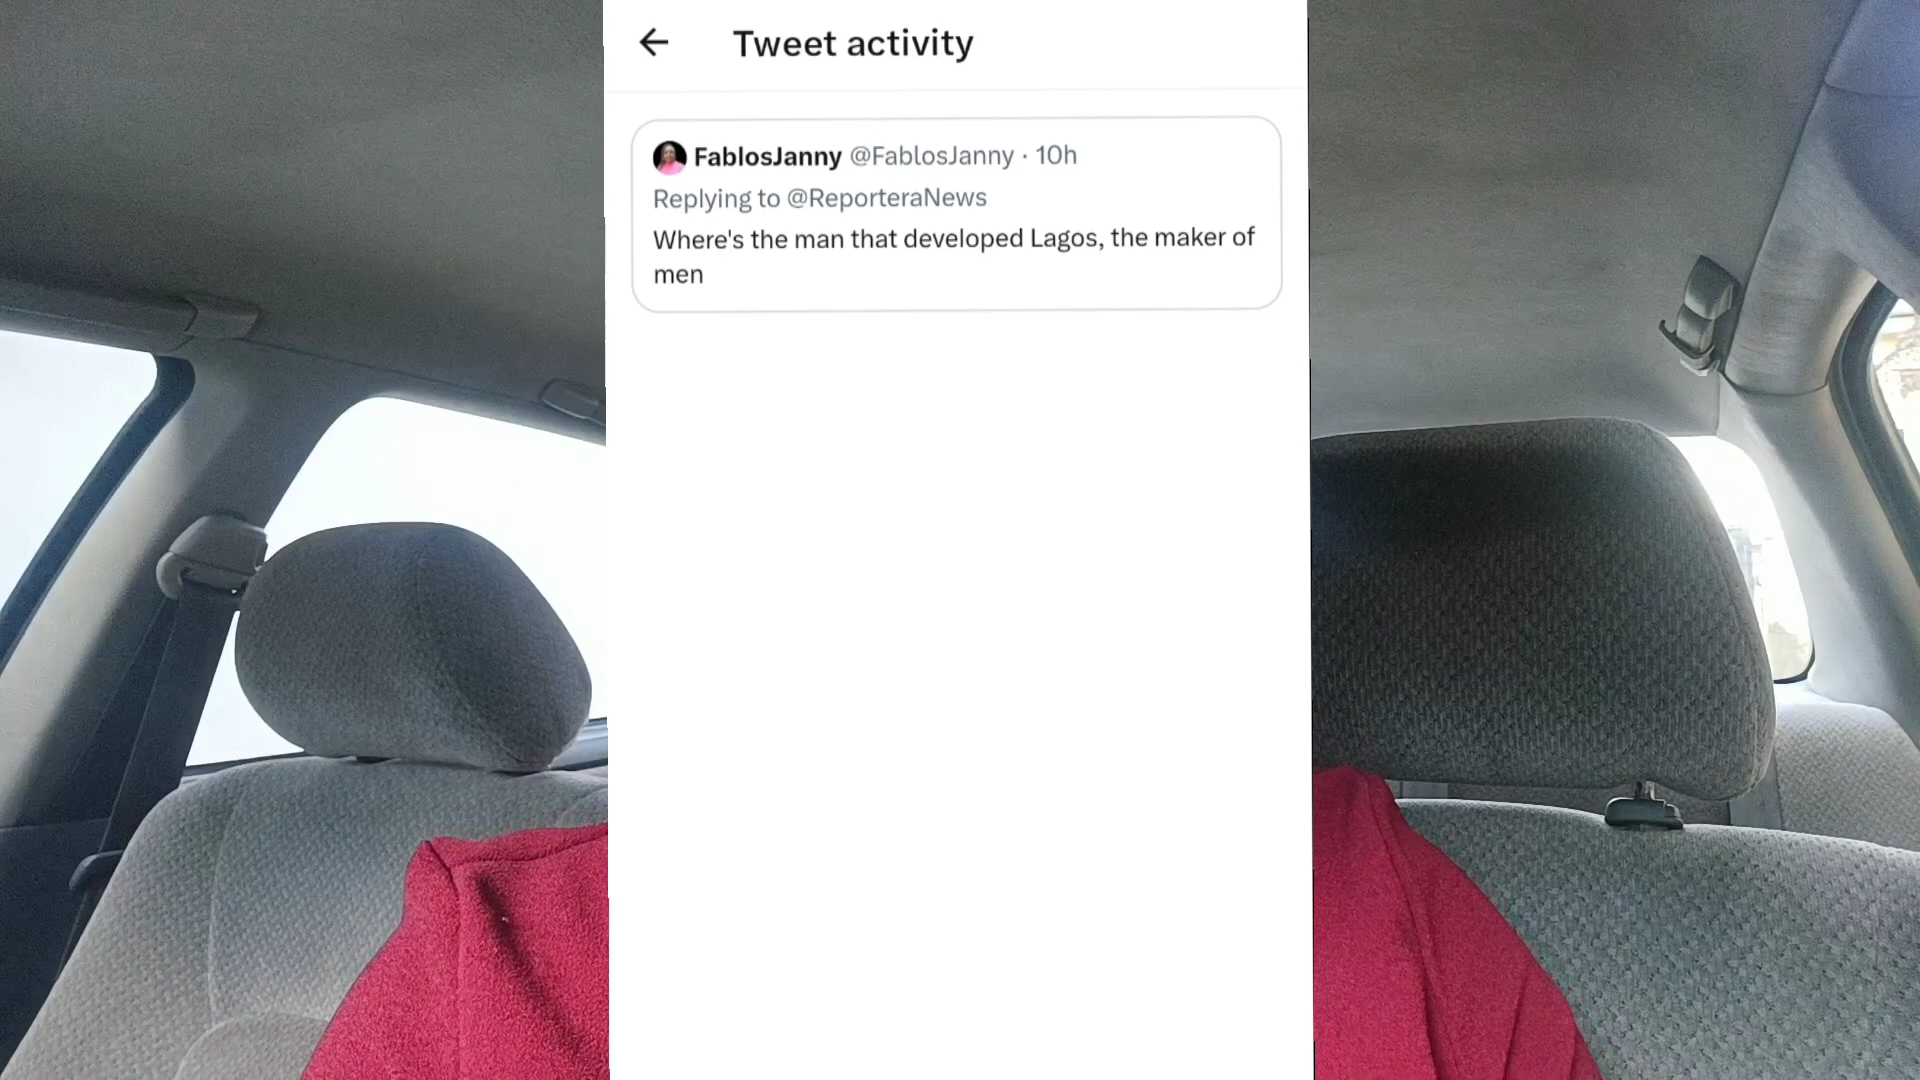 Tweet activity
FablosJanny @FablosJanny · 10h
Replying to @ReporteraNews
Where's the man that developed Lagos, the maker of
men